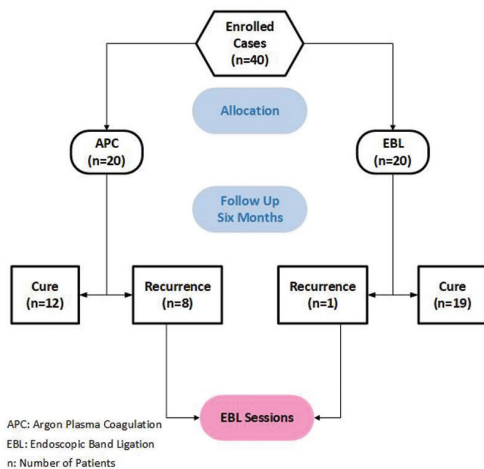 Enrolled
Cases
(n=40)
Allocation
APC
(n=20)
EBL
(n=20)
Follow Up
Six Months
Cure
(n=12)
Recurrence
(n=8)
Recurrence
(n=1)
Cure
(n=19)
EBL Sessions
APC: Argon Plasma Coagulation
EBL: Endoscopic Band Ligation
n: Number of Patients